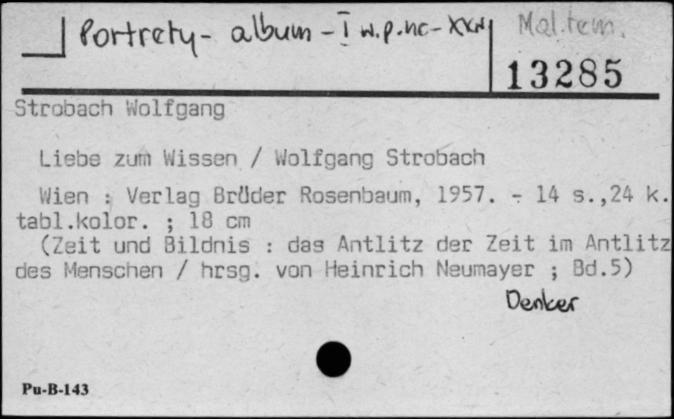 Portrety - album - I w.p.nc - XXw
Mal. tem.
13285
Strobach Wolfgang
Liebe zum Wissen / Wolfgang Strobach
Wien : Verlag Brüder Rosenbaum, 1957. - 14 s.,24 k.
tabl.kolor. ; 18 cm
(Zeit und Bildnis : das Antlitz der Zeit im Antlitz
des Menschen / hrsg. von Heinrich Neumayer ; Bd.5)
Denker
Pu-B-143